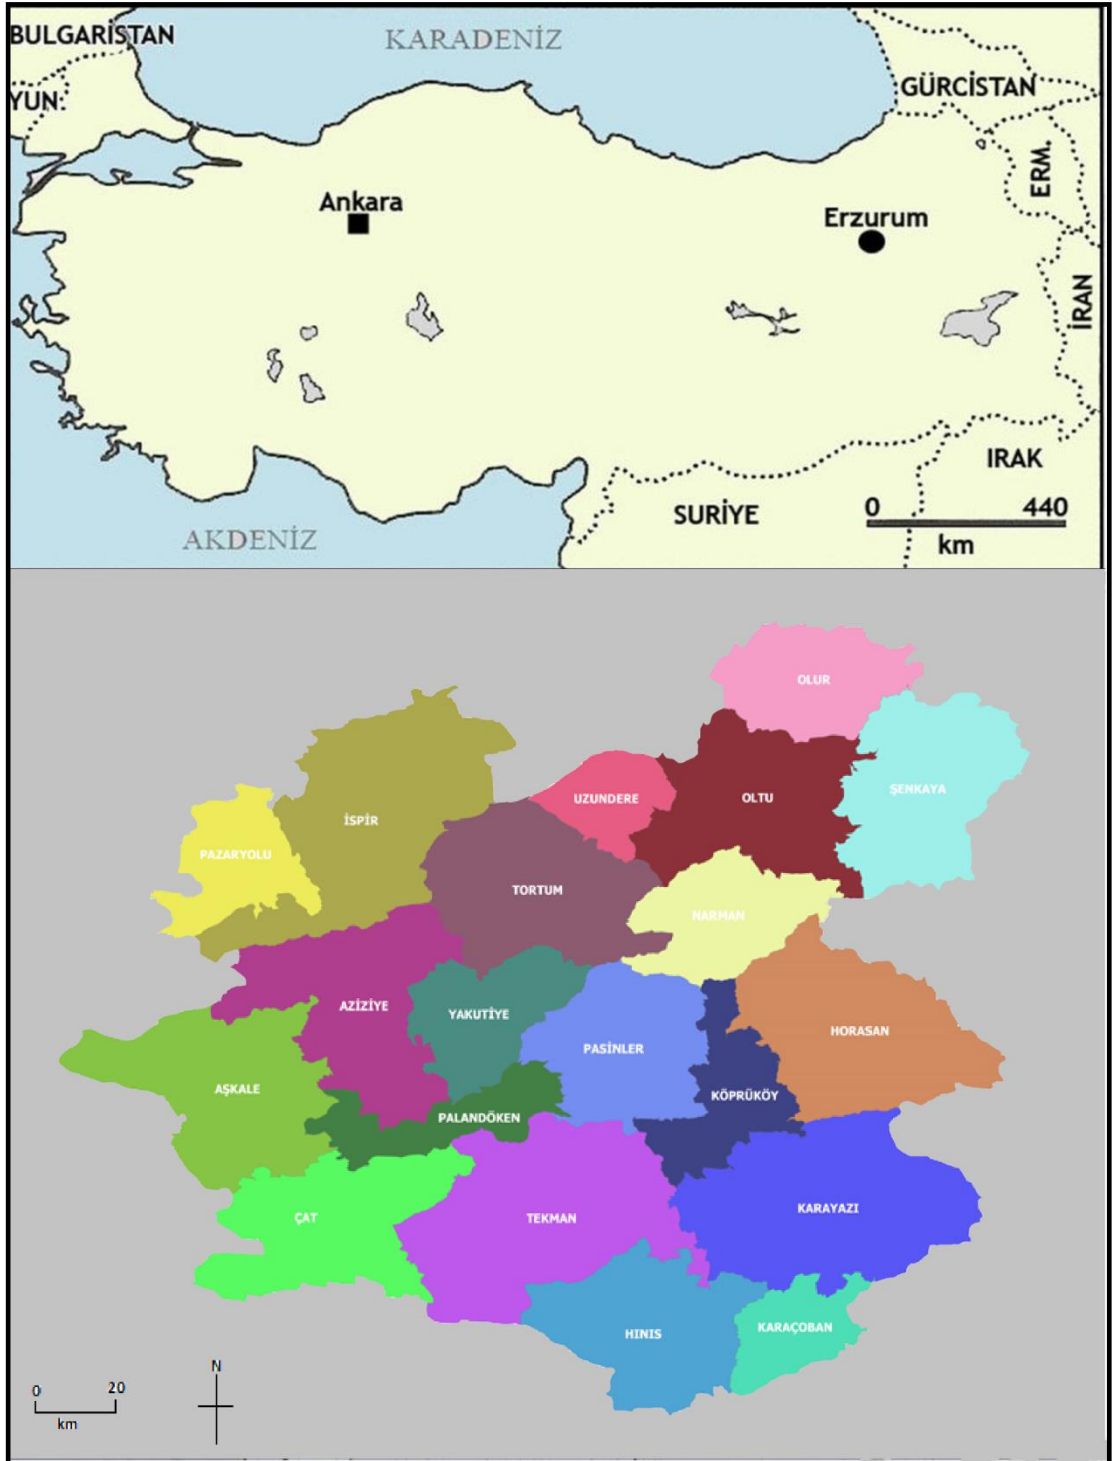 BULGARİSTAN
KARADENİZ
YUN.
GÜRCİSTAN
ERM.
Ankara
Erzurum
İRAN
IRAK
SURİYE
AKDENİZ
0 440
km
OLUR
ŞENKAYA
UZUNDERE
OLTU
İSPİR
PAZARYOLU
TORTUM
NARMAN
AZİZİYE
YAKUTİYE
HORASAN
PASİNLER
AŞKALE
KÖPRÜKÖY
PALANDÖKEN
ÇAT
TEKMAN
KARAYAZI
HINIS
KARAÇOBAN
N
0 20
km